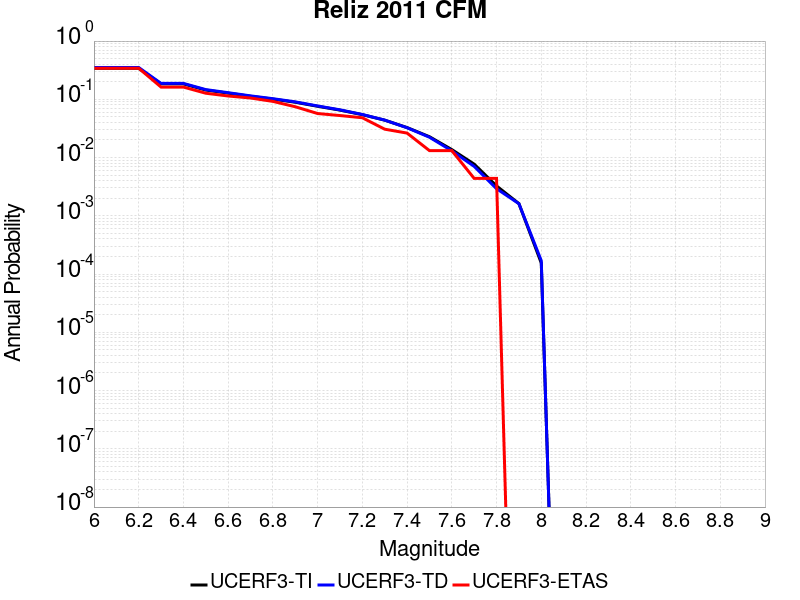 Reliz 2011 CFM
Annual Probability
10^0
10^-1
10^-2
10^-3
10^-4
10^-5
10^-6
10^-7
10^-8
6 6.2 6.4 6.6 6.8 7 7.2 7.4 7.6 7.8 8 8.2 8.4 8.6 8.8 9
Magnitude
UCERF3-TI UCERF3-TD UCERF3-ETAS